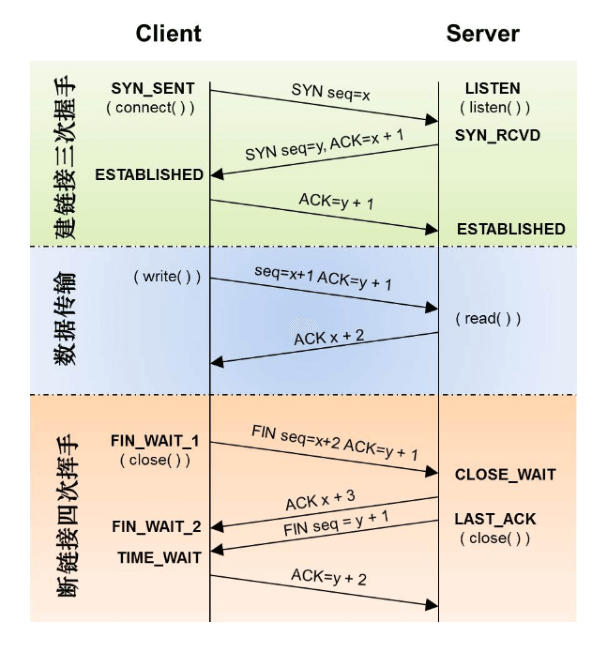 Client
Server
建链接三次握手
SYN_SENT
( connect( ) )
SYN seq=x
LISTEN
( listen( ) )
SYN_RCVD
SYN seq=y, ACK=x + 1
ESTABLISHED
ACK=y + 1
ESTABLISHED
数据传输
( write( ) )
seq=x+1 ACK=y + 1
( read( ) )
ACK x + 2
断链接四次挥手
FIN_WAIT_1
( close( ) )
FIN seq=x+2 ACK=y + 1
CLOSE_WAIT
ACK x + 3
FIN_WAIT_2
FIN seq = y + 1
LAST_ACK
( close( ) )
TIME_WAIT
ACK=y + 2